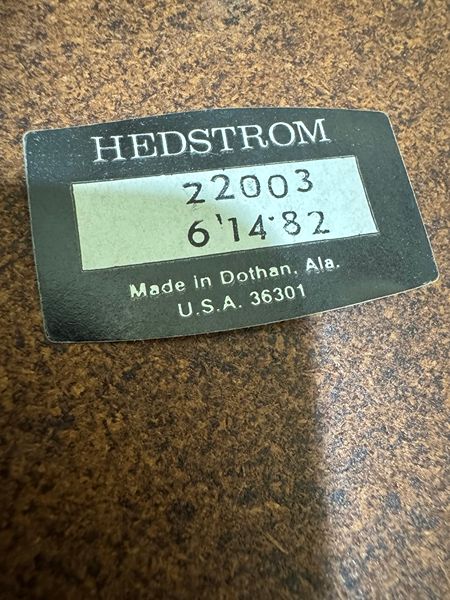 HEDSTROM
22003
6'14'82
Made in Dothan, Ala.
U.S.A. 36301